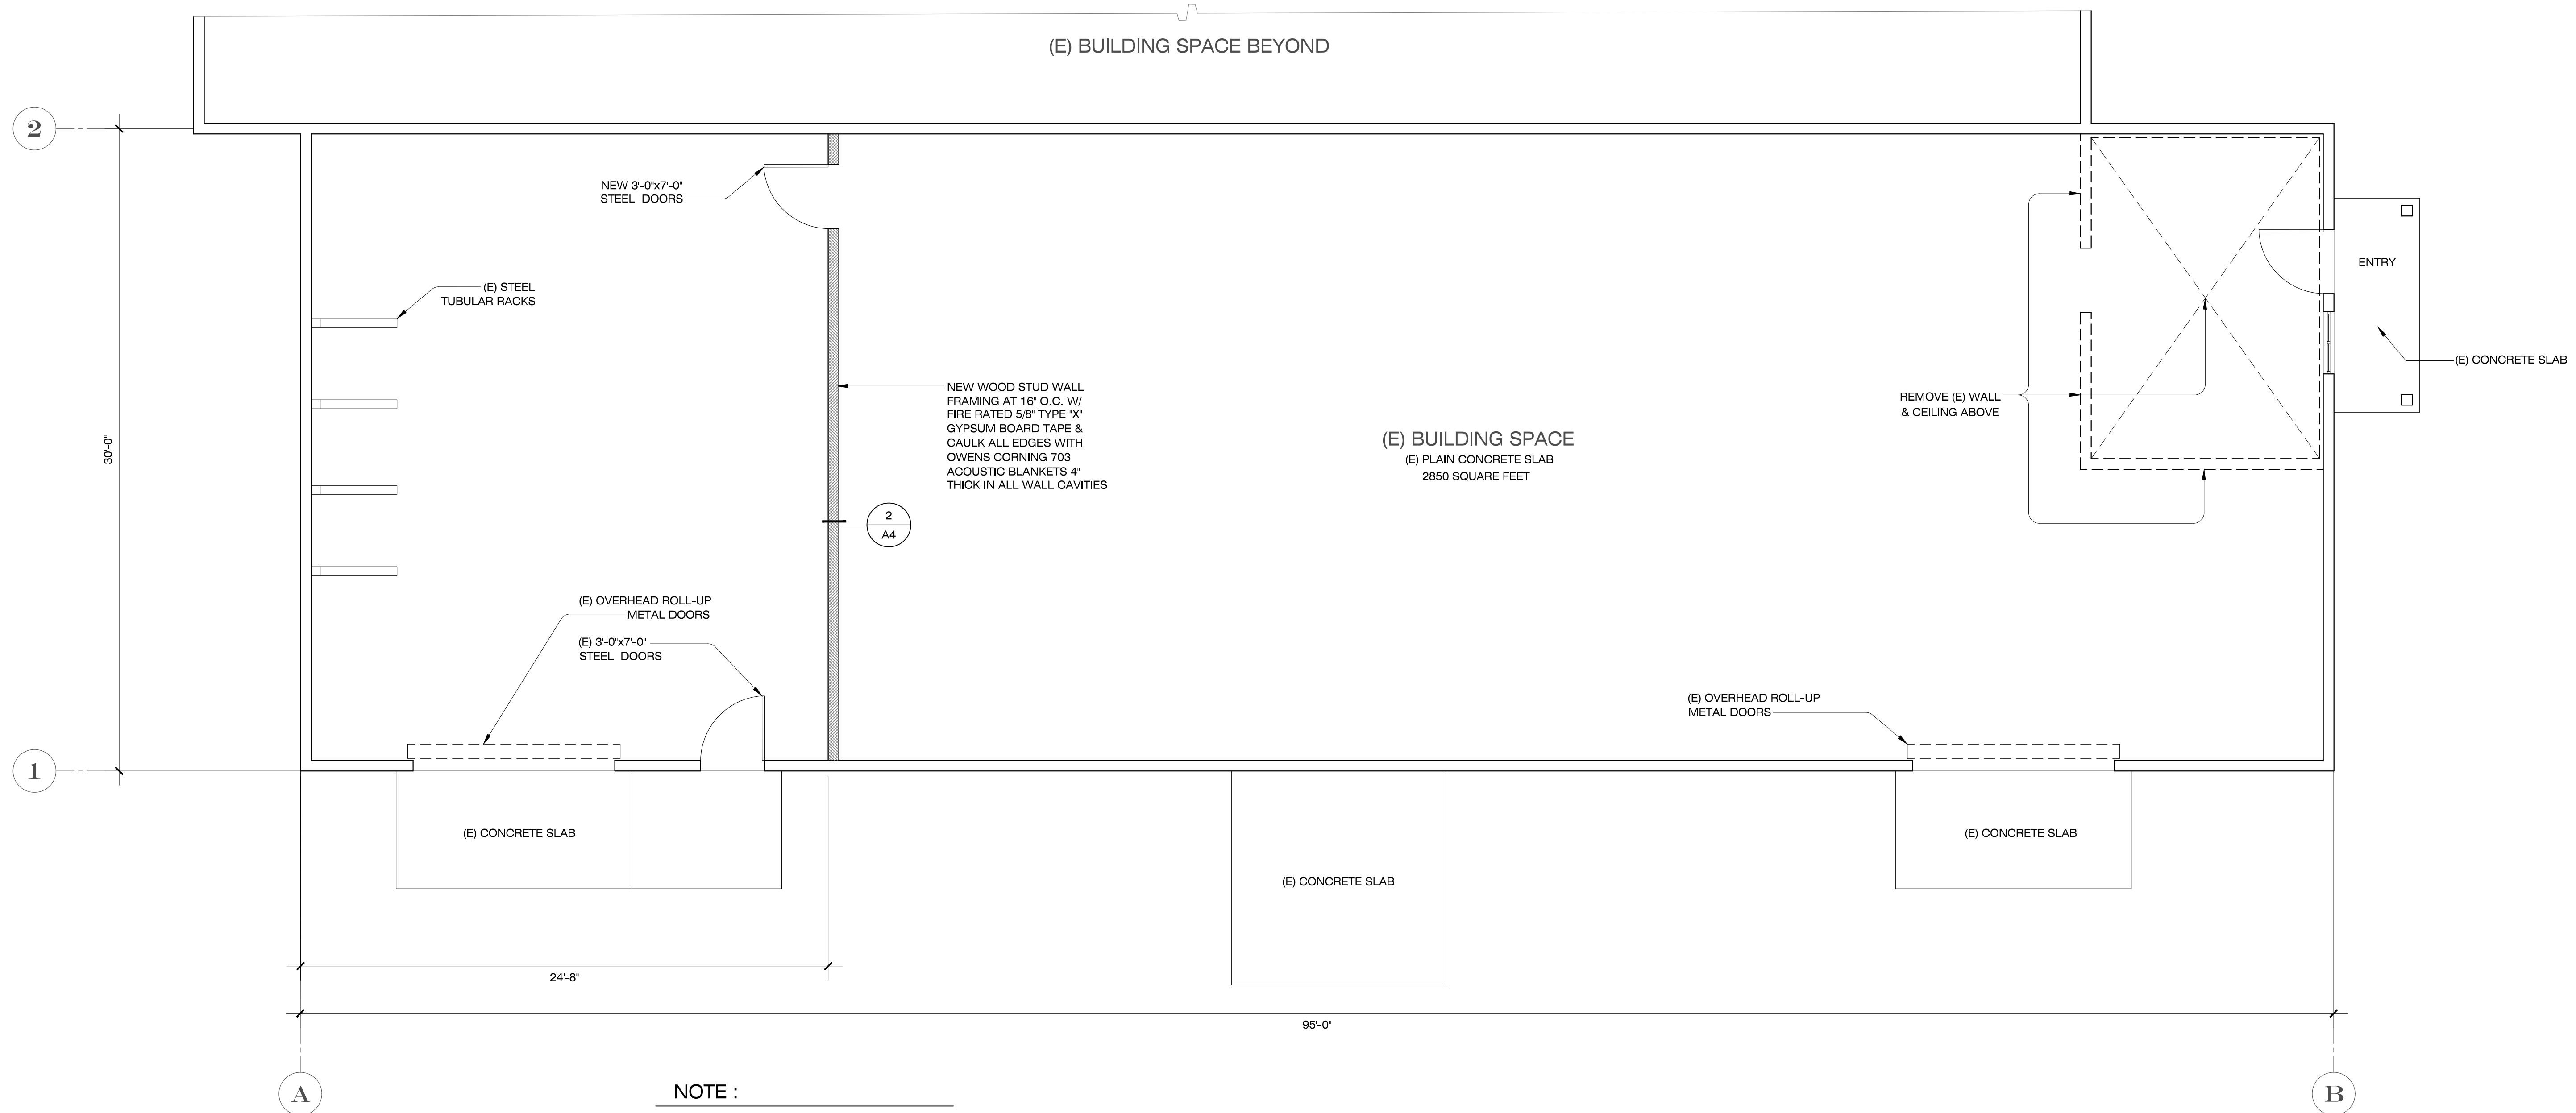 (E) BUILDING SPACE BEYOND
2
NEW 3'-0"x7'-0"
STEEL DOORS
ENTRY
(E) STEEL
TUBULAR RACKS
(E) CONCRETE SLAB
30'-0"
NEW WOOD STUD WALL
FRAMING AT 16" O.C. W/
FIRE RATED 5/8" TYPE "X"
GYPSUM BOARD TAPE &
CAULK ALL EDGES WITH
OWENS CORNING 703
ACOUSTIC BLANKETS 4"
THICK IN ALL WALL CAVITIES
REMOVE (E) WALL
& CEILING ABOVE
(E) BUILDING SPACE
(E) PLAIN CONCRETE SLAB
2850 SQUARE FEET
2
A4
(E) OVERHEAD ROLL-UP
METAL DOORS
(E) 3'-0"x7'-0"
STEEL DOORS
(E) OVERHEAD ROLL-UP
METAL DOORS
1
(E) CONCRETE SLAB
(E) CONCRETE SLAB
(E) CONCRETE SLAB
24'-8"
95'-0"
A
NOTE :
B